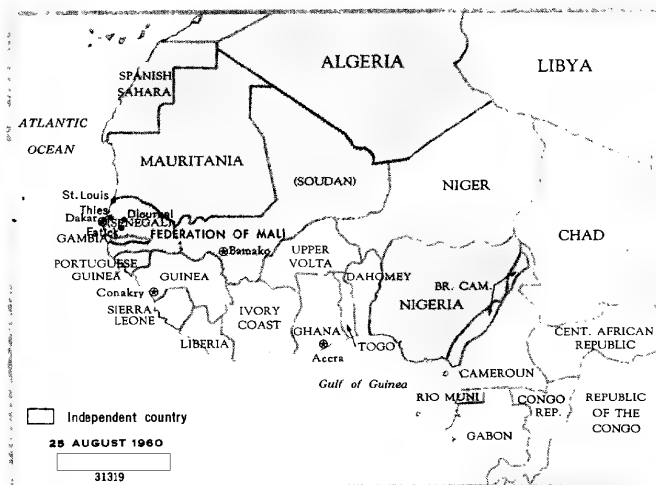 ALGERIA
LIBYA
SPANISH
SAHARA
ATLANTIC
OCEAN
MAURITANIA
(SOUDAN)
NIGER
CHAD
St. Louis
Thies
Diourbel
Dakar
(SENEGAL)
Fatick
FEDERATION OF MALI
GAMBIA
Bamako
UPPER
VOLTA
PORTUGUESE
GUINEA
GUINEA
DAHOMEY
BR. CAM.
NIGERIA
Conakry
SIERRA
LEONE
IVORY
COAST
GHANA
LIBERIA
TOGO
Accra
CENT. AFRICAN
REPUBLIC
CAMEROUN
Gulf of Guinea
RIO MUNI
CONGO
REP.
REPUBLIC
OF THE
CONGO
GABON
Independent country
25 AUGUST 1960
31319